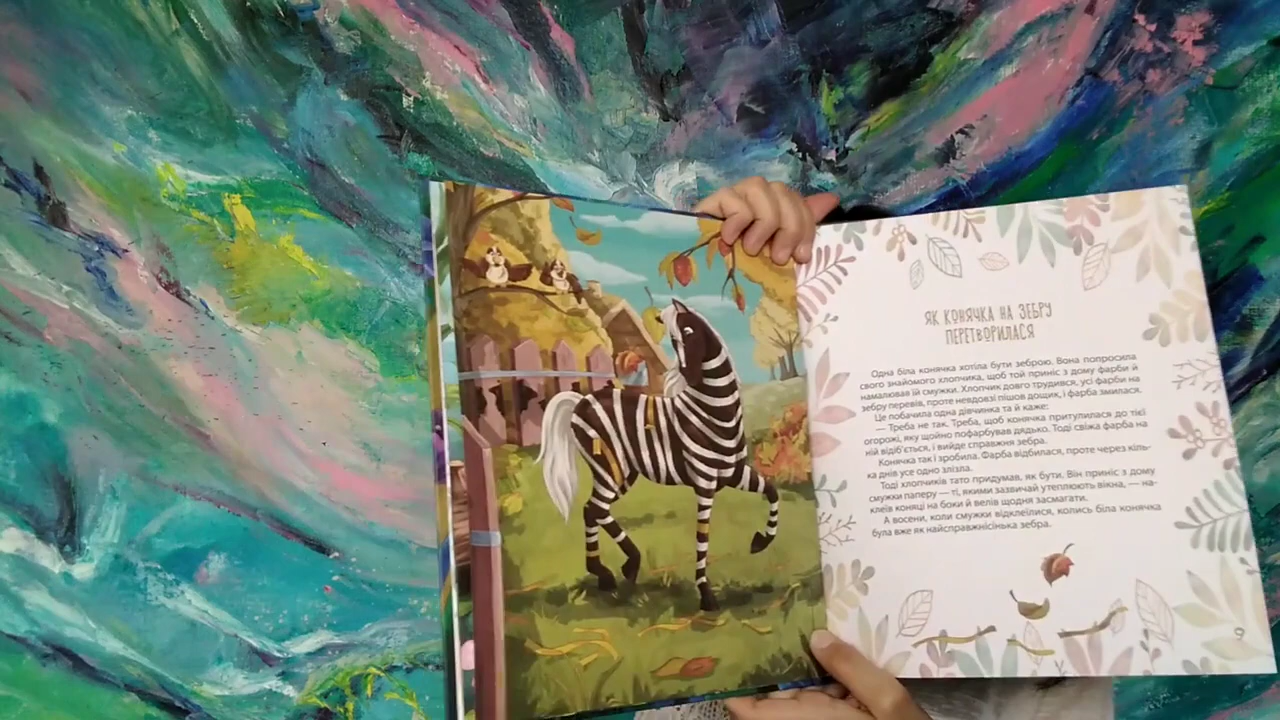 ЯК КОНЯЧКА НА ЗЕБРУ
ПЕРЕТВОРИЛАСЯ
Одна біла конячка хотіла бути зеброю. Вона попросила
свого знайомого хлопчика, щоб той приніс з дому фарби й
намалював їй смужки. Хлопчик довго трудився, усі фарби на
зебру перевів, проте невдовзі пішов дощик, і фарба змилася.
Це побачила одна дівчинка та й каже:
— Треба не так. Треба, щоб конячка притулилася до тієї
огорожі, яку щойно пофарбував дядько. Тоді свіжа фарба на
ній відіб'ється, і вийде справжня зебра.
Конячка так і зробила. Фарба відбилася, проте через кіль-
ка днів усе одно злізла.
Тоді хлопчиків тато придумав, як бути. Він приніс з дому
смужки паперу — ті, якими зазвичай утеплюють вікна, — на-
клеїв коняці на боки й велів щодня засмагати.
А восени, коли смужки відклеїлися, колись біла конячка
була вже як найсправжнісінька зебра.
9